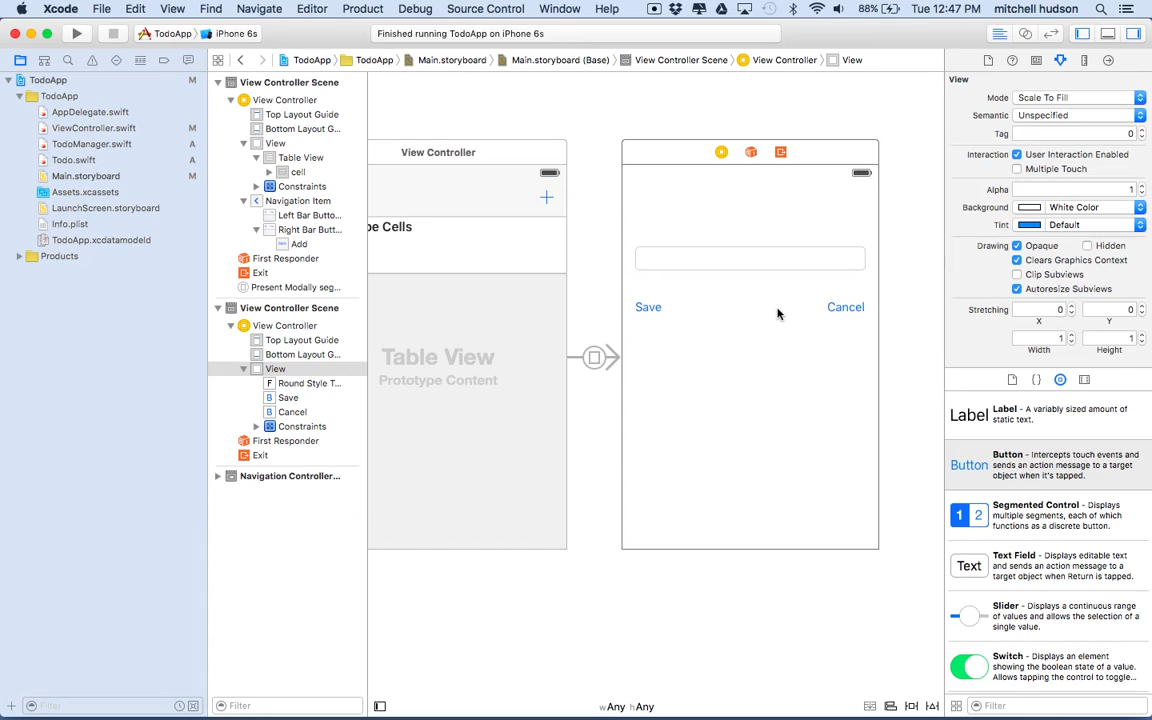 Xcode File Edit View Find Navigate Editor Product Debug Source Control Window Help 88% Tue 12:47 PM mitchell hudson
TodoApp iPhone 6s Finished running TodoApp on iPhone 6s
TodoApp TodoApp Main.storyboard Main.storyboard (Base) View Controller Scene View Controller View
TodoApp M
TodoApp
AppDelegate.swift
ViewController.swift M
TodoManager.swift A
Todo.swift A
Main.storyboard M
Assets.xcassets
LaunchScreen.storyboard
Info.plist
TodoApp.xcdatamodeld
Products
Filter
View Controller Scene
View Controller
Top Layout Guide
Bottom Layout G...
View
Table View
cell
Constraints
Navigation Item
Left Bar Butto...
Right Bar Butt...
Add
First Responder
Exit
Present Modally seg...
View Controller Scene
View Controller
Top Layout Guide
Bottom Layout G...
View
F Round Style T...
B Save
B Cancel
Constraints
First Responder
Exit
Navigation Controller...
Filter
View Controller
pe Cells
Table View
Prototype Content
Save
Cancel
wAny hAny
View
Mode Scale To Fill
Semantic Unspecified
Tag 0
Interaction User Interaction Enabled
Multiple Touch
Alpha 1
Background White Color
Tint Default
Drawing Opaque Hidden
Clears Graphics Context
Clip Subviews
Autoresize Subviews
Stretching 0 0
X Y
1 1
Width Height
Label Label - A variably sized amount of
static text.
Button Button - Intercepts touch events and
sends an action message to a target
object when it's tapped.
1 2 Segmented Control - Displays
multiple segments, each of which
functions as a discrete button.
Text Text Field - Displays editable text
and sends an action message to a
target object when Return is tapped.
Slider - Displays a continuous range
of values and allows the selection of a
single value.
Switch - Displays an element
showing the boolean state of a value.
Allows tapping the control to toggle...
Filter